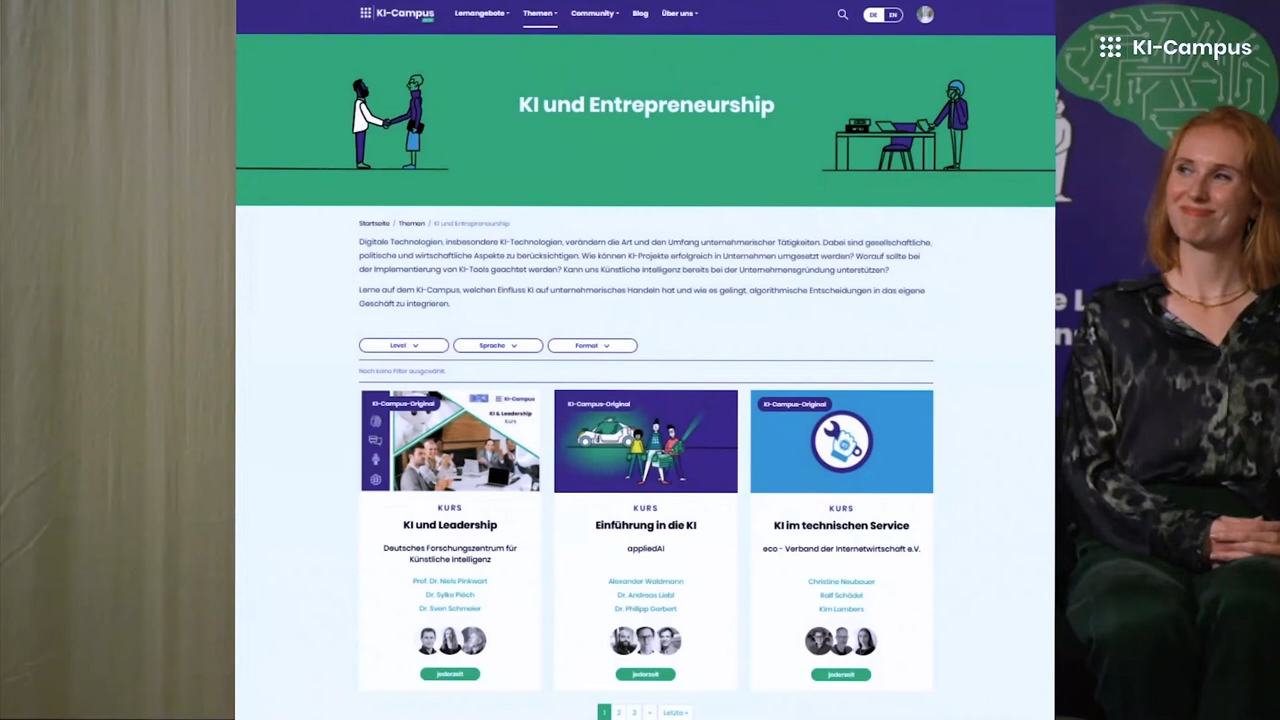 KI-Campus
Lernangebote
Themen
Community
Blog
Über uns
DE
EN
KI-Campus
KI und Entrepreneurship
Startseite / Themen / KI und Entrepreneurship
Digitale Technologien, insbesondere KI-Technologien, verändern die Art und den Umfang unternehmerischer Tätigkeiten. Dabei sind gesellschaftliche,
politische und wirtschaftliche Aspekte zu berücksichtigen. Wie können KI-Projekte erfolgreich in Unternehmen umgesetzt werden? Worauf sollte bei
der Implementierung von KI-Tools geachtet werden? Kann uns Künstliche Intelligenz bereits bei der Unternehmensgründung unterstützen?
Lerne auf dem KI-Campus, welchen Einfluss KI auf unternehmerisches Handeln hat und wie es gelingt, algorithmische Entscheidungen in das eigene
Geschäft zu integrieren.
Level
Sprache
Format
Noch keine Filter ausgewählt.
KI-Campus-Original
KI-Campus
KI & Leadership
Kurs
KURS
KI und Leadership
Deutsches Forschungszentrum für
Künstliche Intelligenz
Prof. Dr. Niels Pinkwart
Dr. Sylke Piéch
Dr. Sven Schmeier
jederzeit
KI-Campus-Original
KURS
Einführung in die KI
appliedAI
Alexander Waldmann
Dr. Andreas Liebl
Dr. Philipp Gerbert
jederzeit
KI-Campus-Original
KURS
KI im technischen Service
eco - Verband der Internetwirtschaft e.V.
Christine Neubauer
Ralf Schädel
Kim Lambers
jederzeit
1 2 3 » Letzte »